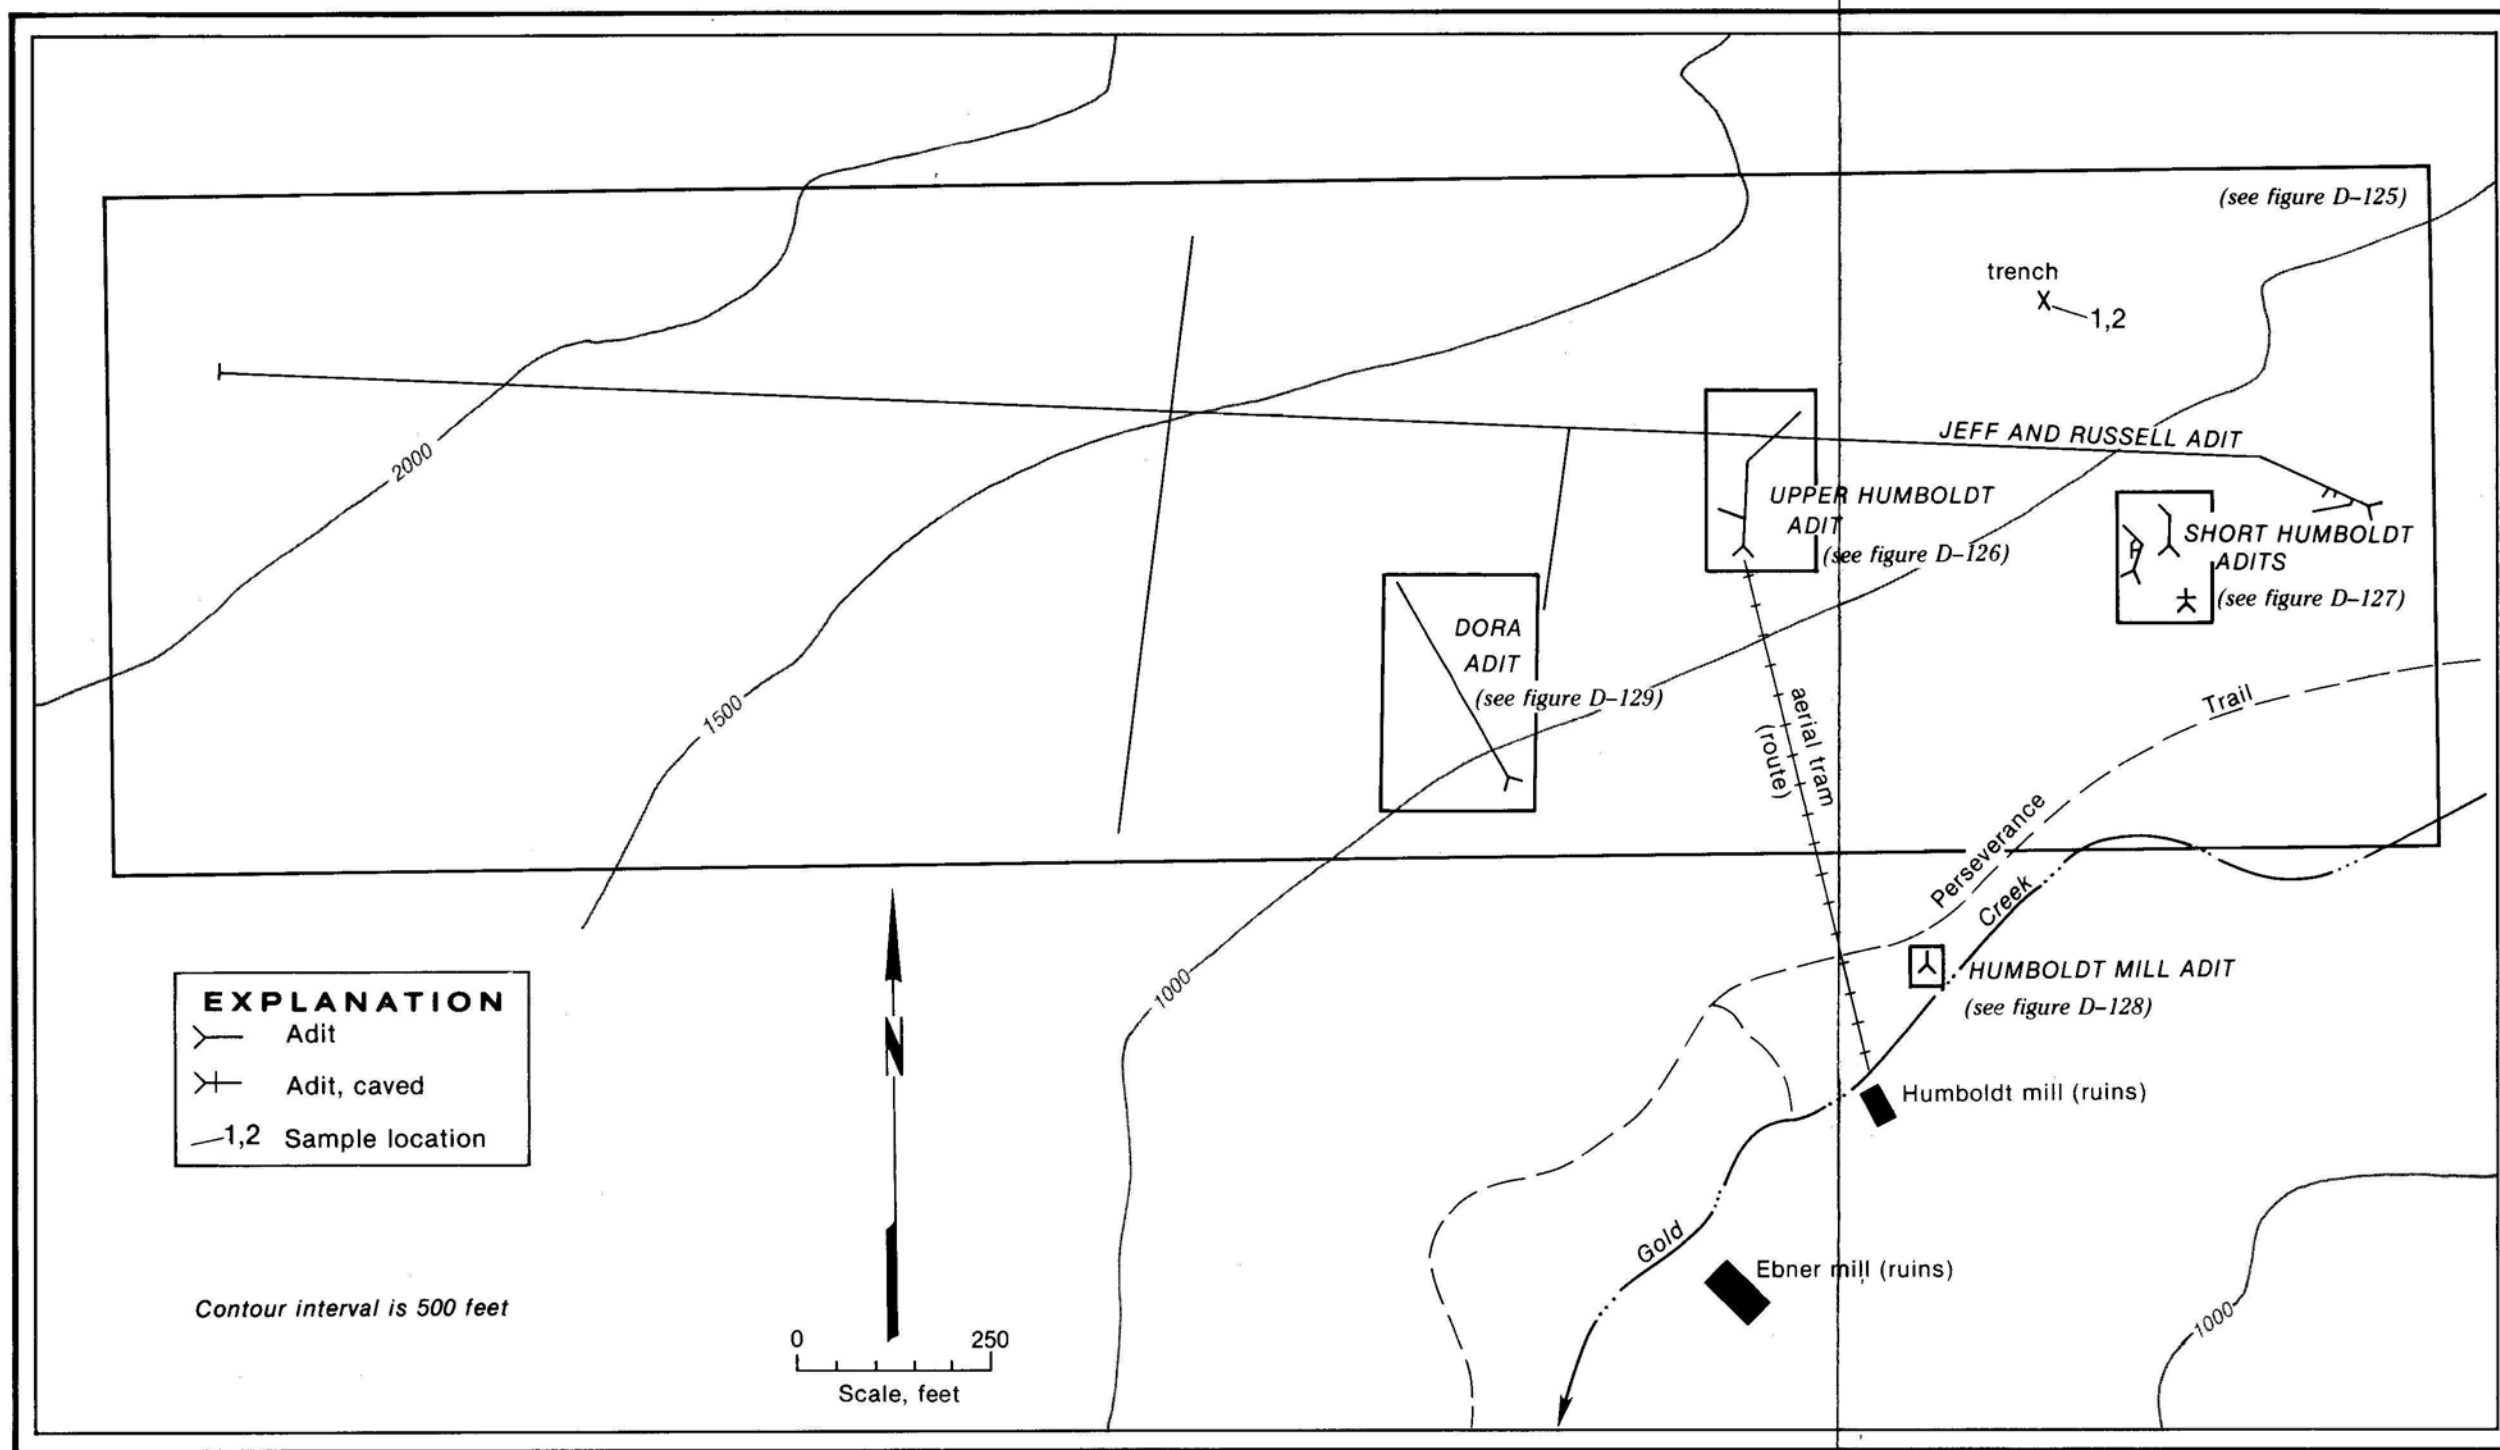 (see figure D–125)
trench
X
1,2
JEFF AND RUSSELL ADIT
2000
UPPER HUMBOLDT
ADIT
(see figure D–126)
SHORT HUMBOLDT
ADITS
(see figure D–127)
DORA
ADIT
(see figure D–129)
1500
aerial tram
(route)
Perseverance Trail
Gold Creek
HUMBOLDT MILL ADIT
(see figure D–128)
1000
Humboldt mill (ruins)
Ebner mill (ruins)
1000
EXPLANATION
Adit
Adit, caved
1,2 Sample location
Contour interval is 500 feet
N
0 250
Scale, feet